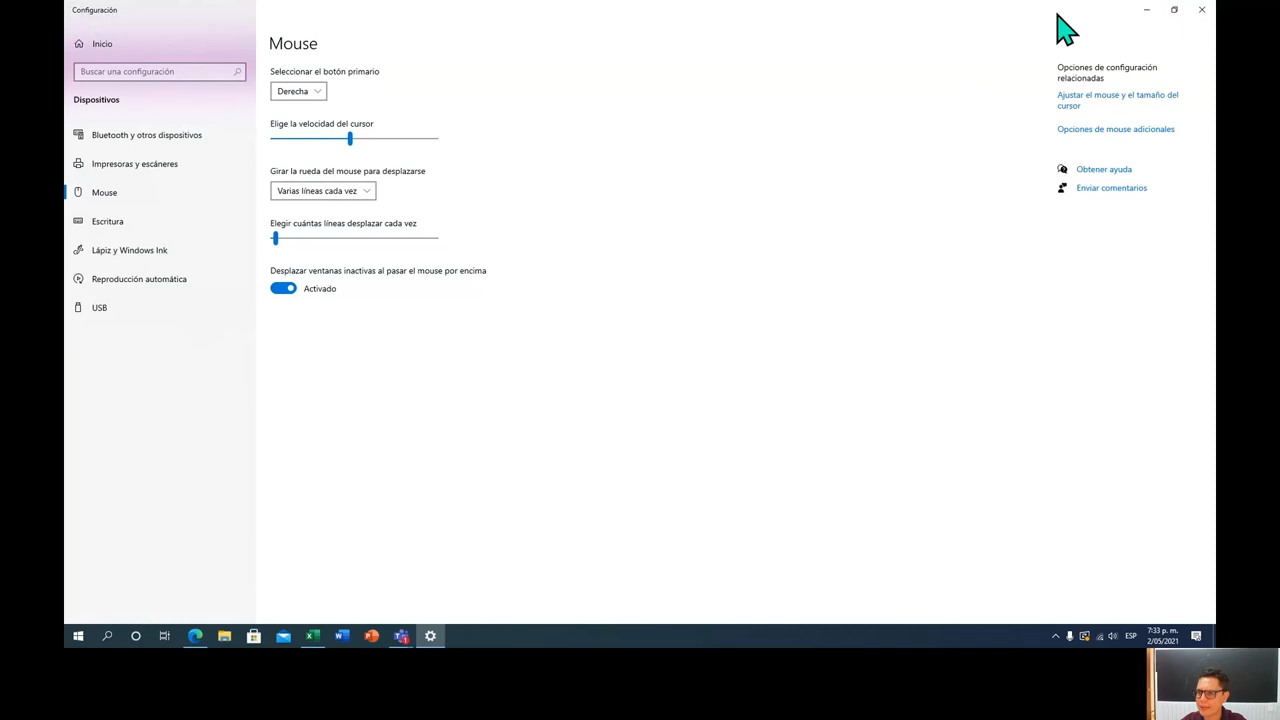 Configuración
Inicio
Buscar una configuración
Dispositivos
Bluetooth y otros dispositivos
Impresoras y escáneres
Mouse
Escritura
Lápiz y Windows Ink
Reproducción automática
USB
Mouse
Seleccionar el botón primario
Derecha
Elige la velocidad del cursor
Girar la rueda del mouse para desplazarse
Varias líneas cada vez
Elegir cuántas líneas desplazar cada vez
Desplazar ventanas inactivas al pasar el mouse por encima
Activado
Opciones de configuración
relacionadas
Ajustar el mouse y el tamaño del
cursor
Opciones de mouse adicionales
Obtener ayuda
Enviar comentarios
ESP
7:33 p. m.
2/05/2021